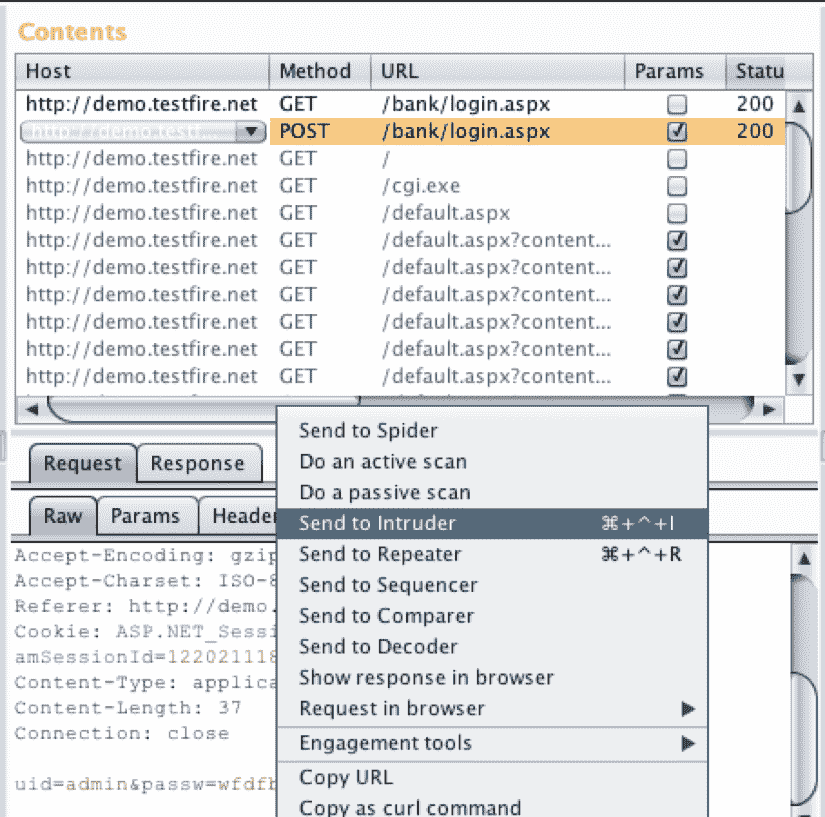 Contents
Host Method URL Params Statu
http://demo.testfire.net GET /bank/login.aspx 200
http://demo.testf... POST /bank/login.aspx 200
http://demo.testfire.net GET /
http://demo.testfire.net GET /cgi.exe
http://demo.testfire.net GET /default.aspx
http://demo.testfire.net GET /default.aspx?content...
http://demo.testfire.net GET /default.aspx?content...
http://demo.testfire.net GET /default.aspx?content...
http://demo.testfire.net GET /default.aspx?content...
http://demo.testfire.net GET /default.aspx?content...
http://demo.testfire.net GET /default.aspx?content...
Request Response
Raw Params Header
Accept-Encoding: gzip
Accept-Charset: ISO-8
Referer: http://demo.
Cookie: ASP.NET_Sessi
amSessionId=122021118
Content-Type: applica
Content-Length: 37
Connection: close
uid=admin&passw=wfdfh
Send to Spider
Do an active scan
Do a passive scan
Send to Intruder ⌘+^+I
Send to Repeater ⌘+^+R
Send to Sequencer
Send to Comparer
Send to Decoder
Show response in browser
Request in browser
Engagement tools
Copy URL
Copy as curl command